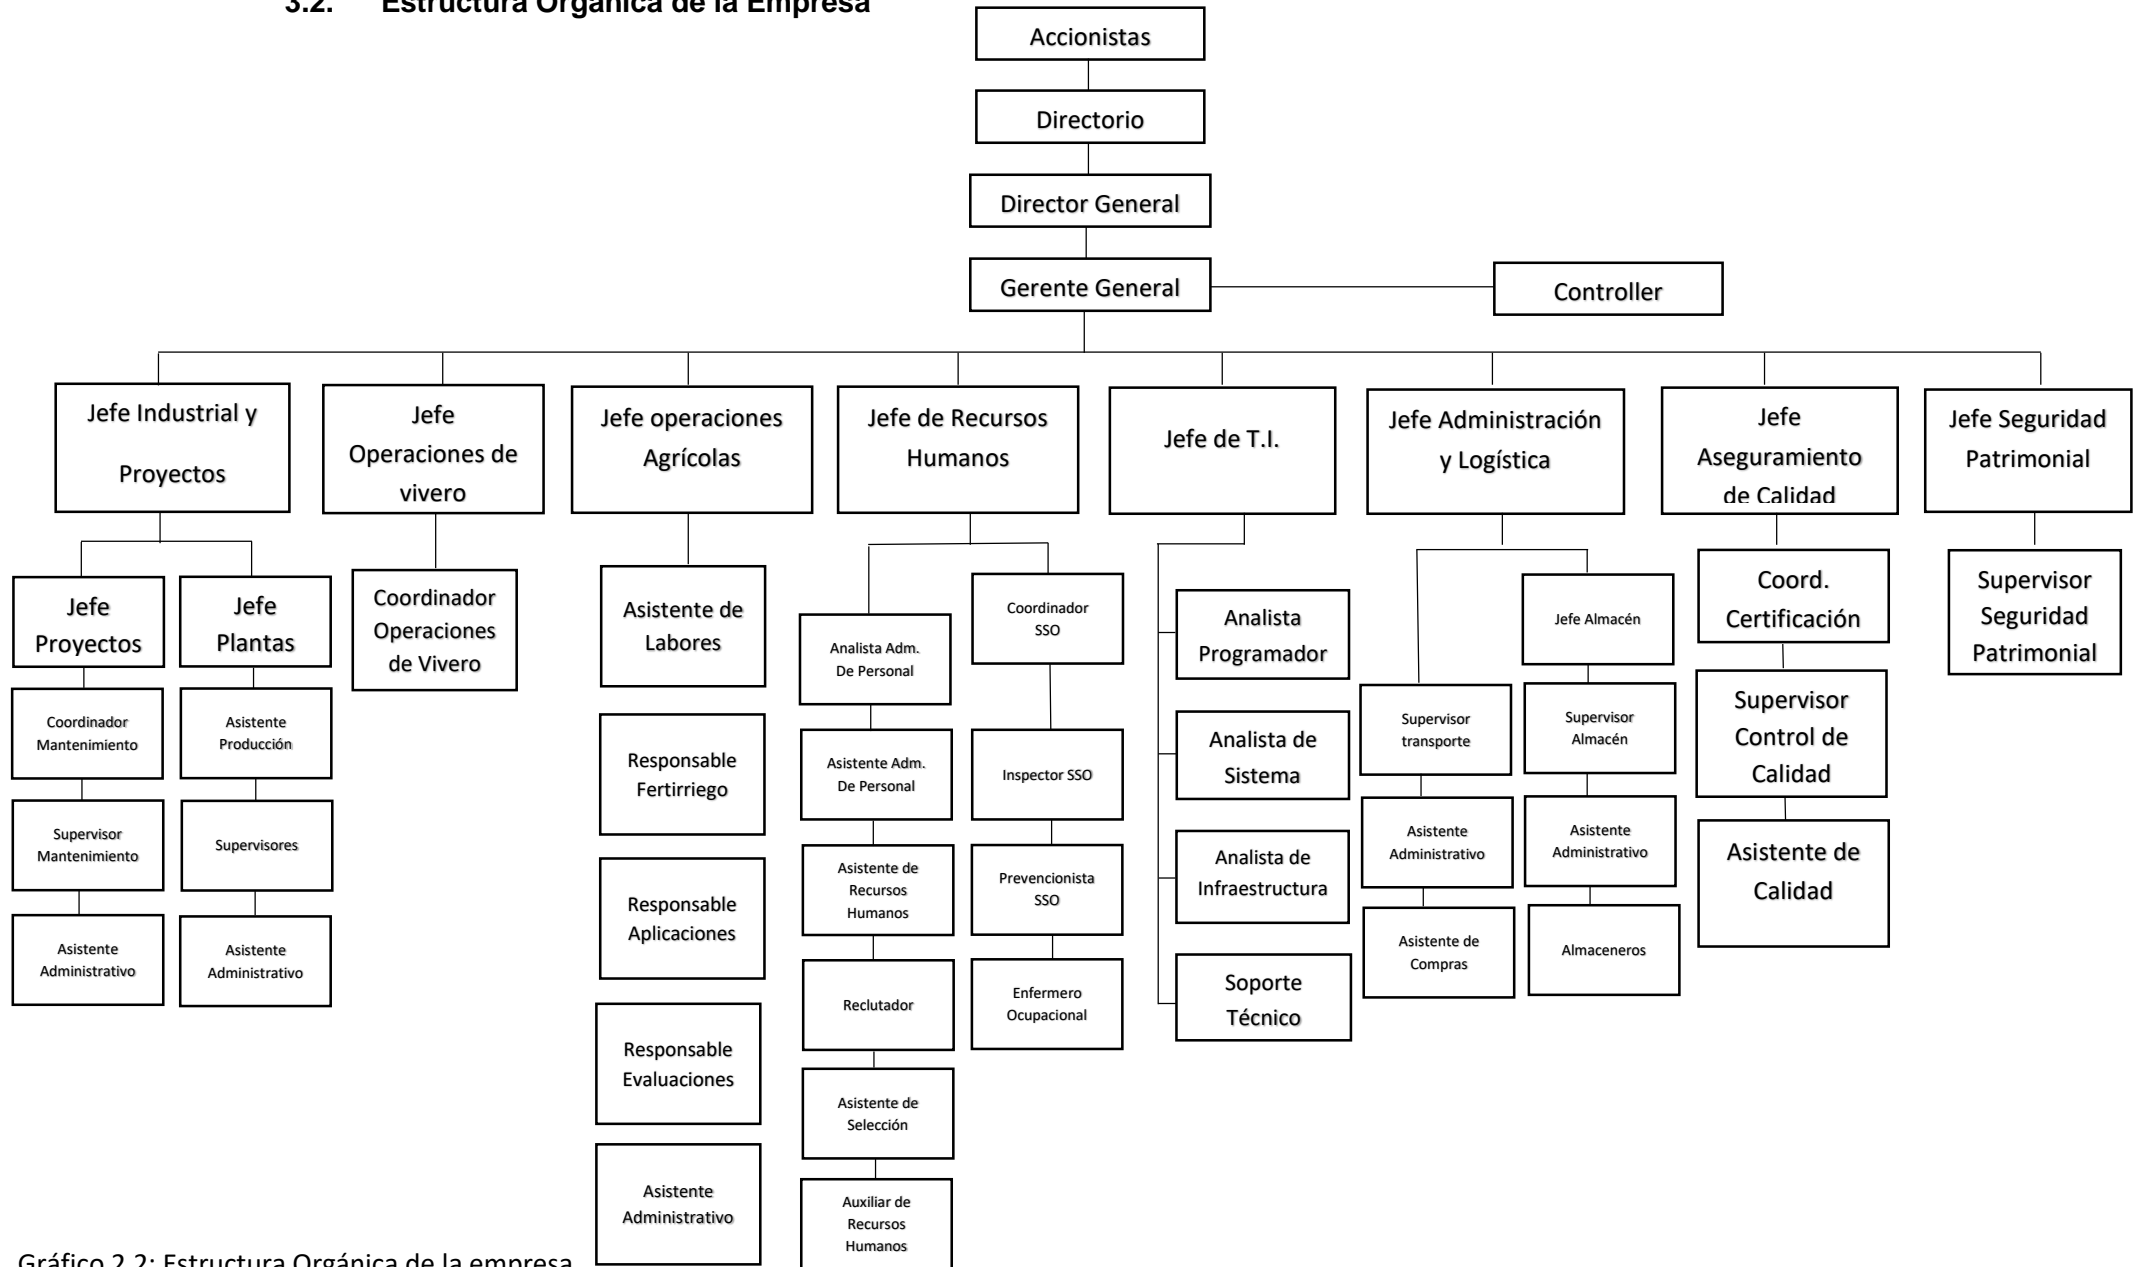 3.2. Estructura Orgánica de la Empresa
Accionistas
Directorio
Director General
Gerente General
Controller
Jefe Industrial y
Proyectos
Jefe
Operaciones de
vivero
Jefe operaciones
Agrícolas
Jefe de Recursos
Humanos
Jefe de T.I.
Jefe Administración
y Logística
Jefe
Aseguramiento
de Calidad
Jefe Seguridad
Patrimonial
Jefe
Proyectos
Coordinador
Mantenimiento
Supervisor
Mantenimiento
Asistente
Administrativo
Jefe
Plantas
Asistente
Producción
Supervisores
Asistente
Administrativo
Coordinador
Operaciones
de Vivero
Asistente de
Labores
Responsable
Fertirriego
Responsable
Aplicaciones
Responsable
Evaluaciones
Asistente
Administrativo
Analista Adm.
De Personal
Asistente Adm.
De Personal
Asistente de
Recursos
Humanos
Reclutador
Asistente de
Selección
Auxiliar de
Recursos
Humanos
Coordinador
SSO
Inspector SSO
Prevencionista
SSO
Enfermero
Ocupacional
Analista
Programador
Analista de
Sistema
Analista de
Infraestructura
Soporte
Técnico
Supervisor
transporte
Asistente
Administrativo
Asistente de
Compras
Jefe Almacén
Supervisor
Almacén
Asistente
Administrativo
Almaceneros
Coord.
Certificación
Supervisor
Control de
Calidad
Asistente de
Calidad
Supervisor
Seguridad
Patrimonial
Gráfico 2.2: Estructura Orgánica de la empresa